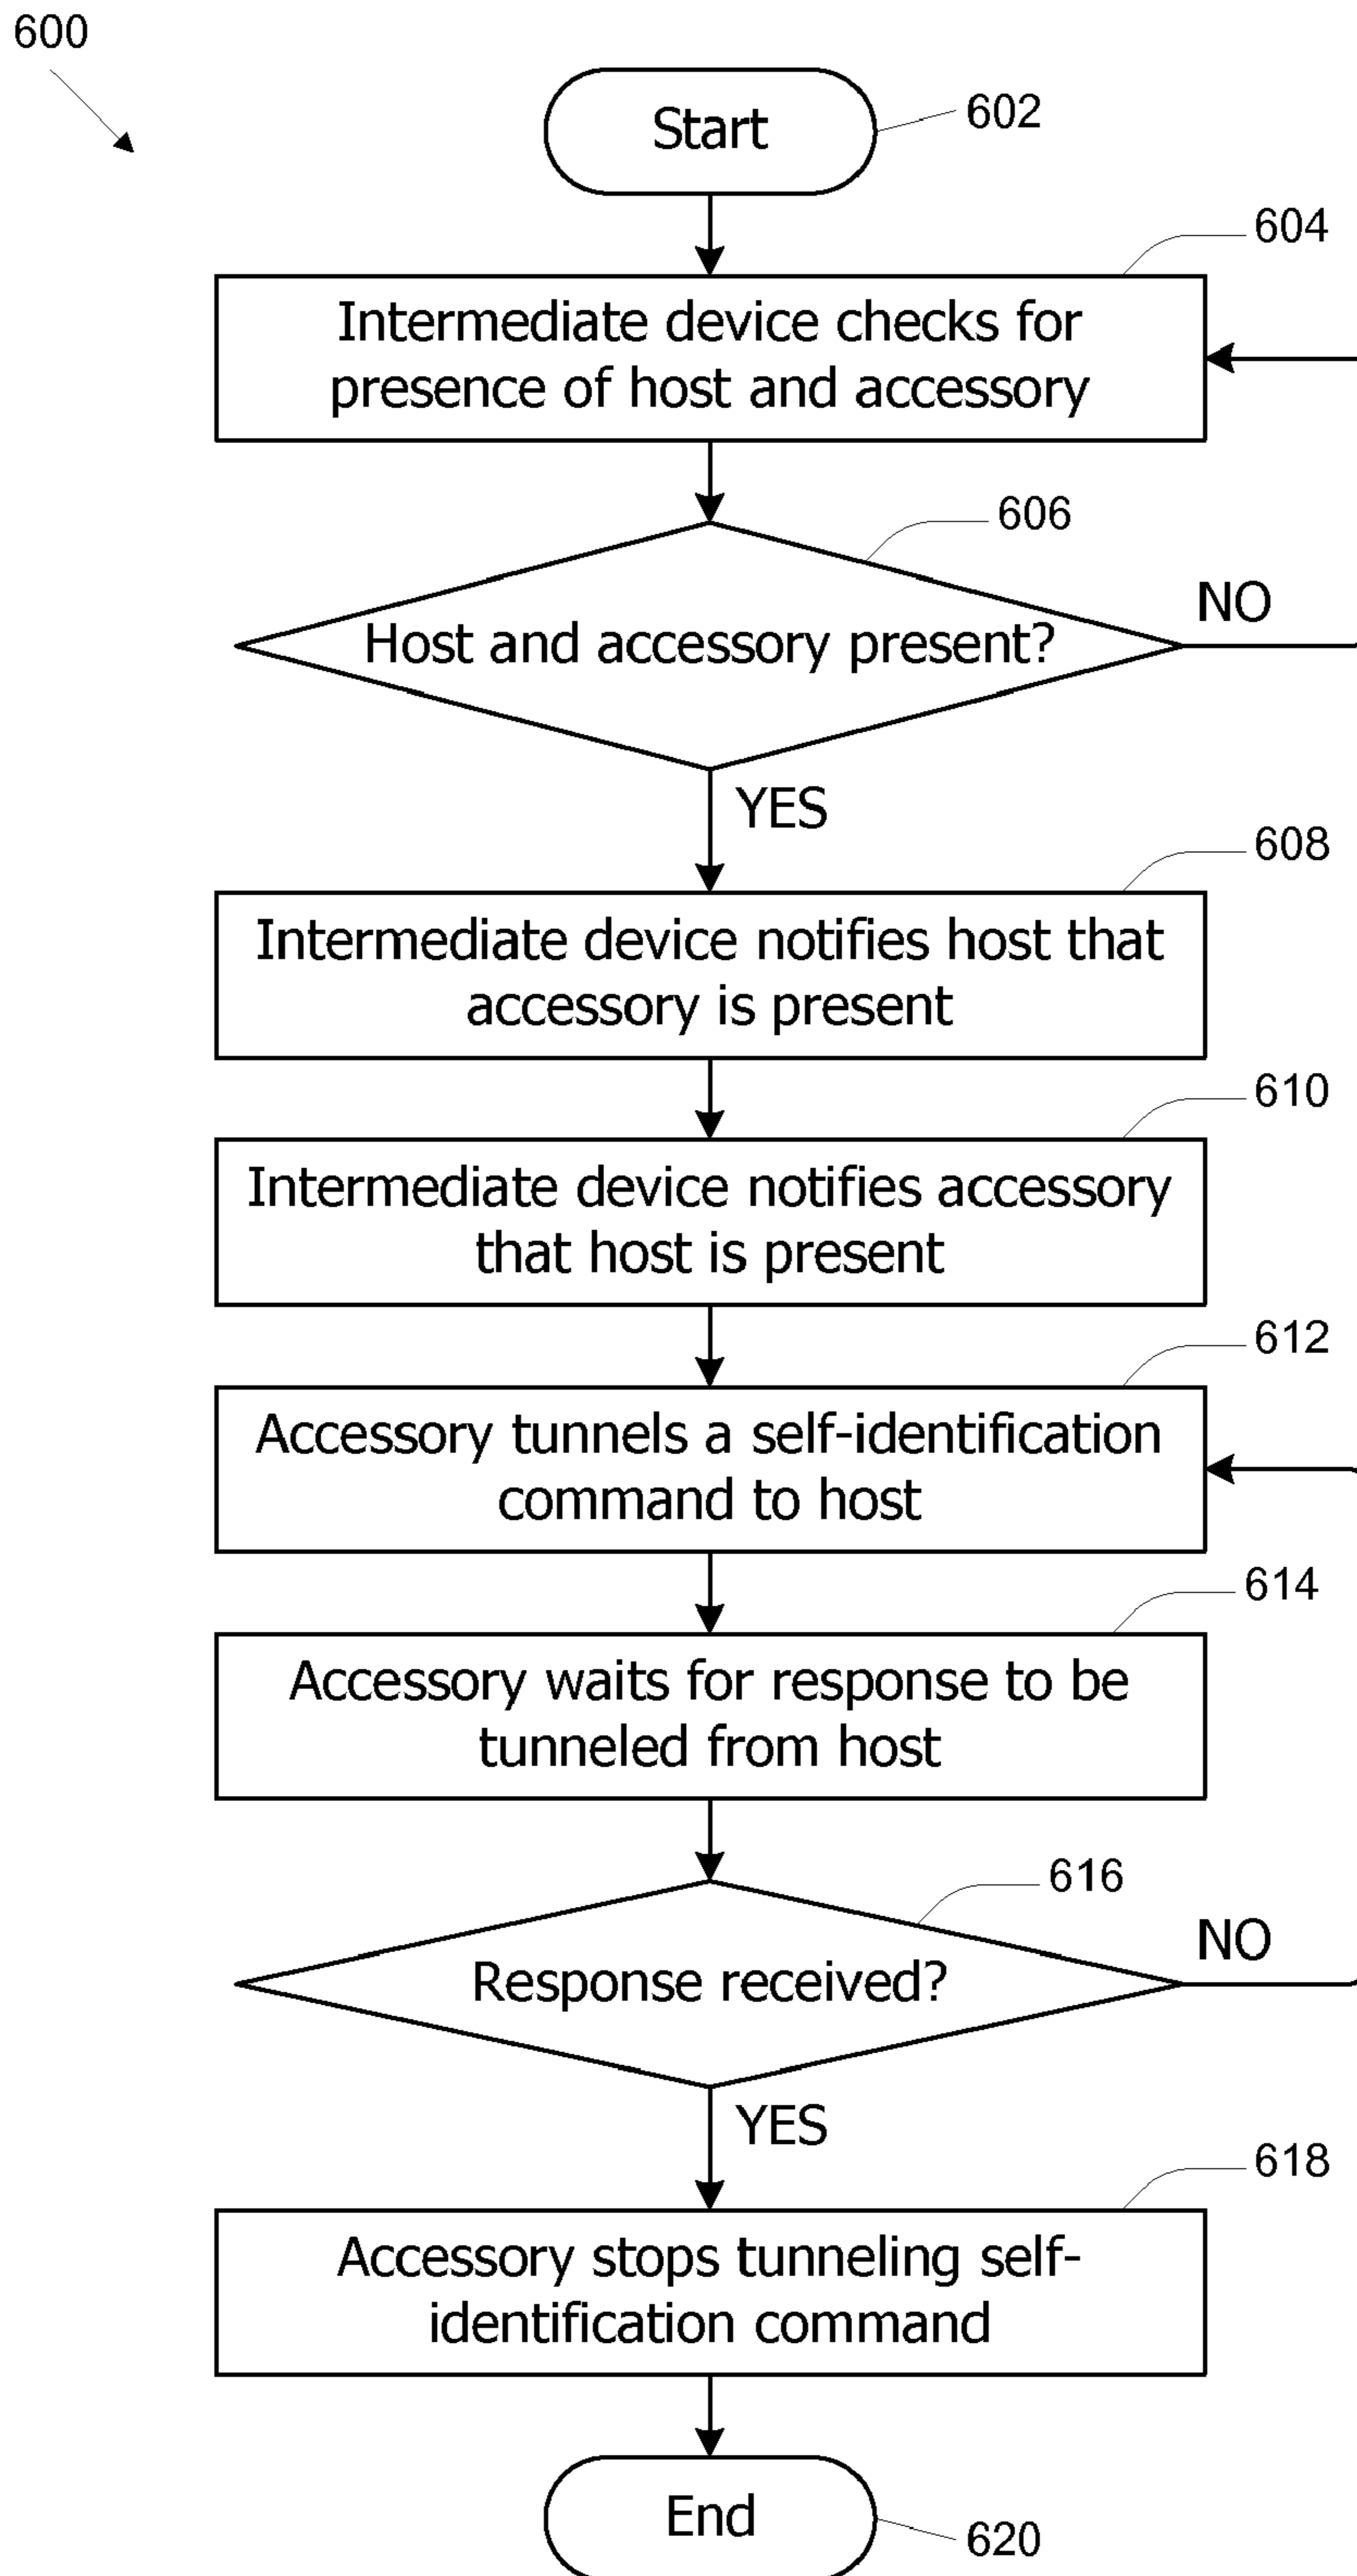 600
Start
602
604
Intermediate device checks for
presence of host and accessory
606
Host and accessory present?
NO
YES
608
Intermediate device notifies host that
accessory is present
610
Intermediate device notifies accessory
that host is present
612
Accessory tunnels a self-identification
command to host
614
Accessory waits for response to be
tunneled from host
616
Response received?
NO
YES
618
Accessory stops tunneling self-
identification command
End
620